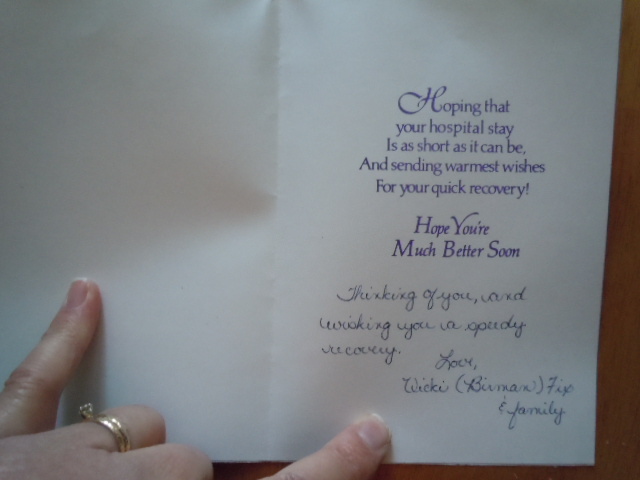 Hoping that
your hospital stay
Is as short as it can be,
And sending warmest wishes
For your quick recovery!
Hope You're
Much Better Soon
Thinking of you, and
wishing you a speedy
recovery.
Love,
Vicki (Birman) Fix
& family